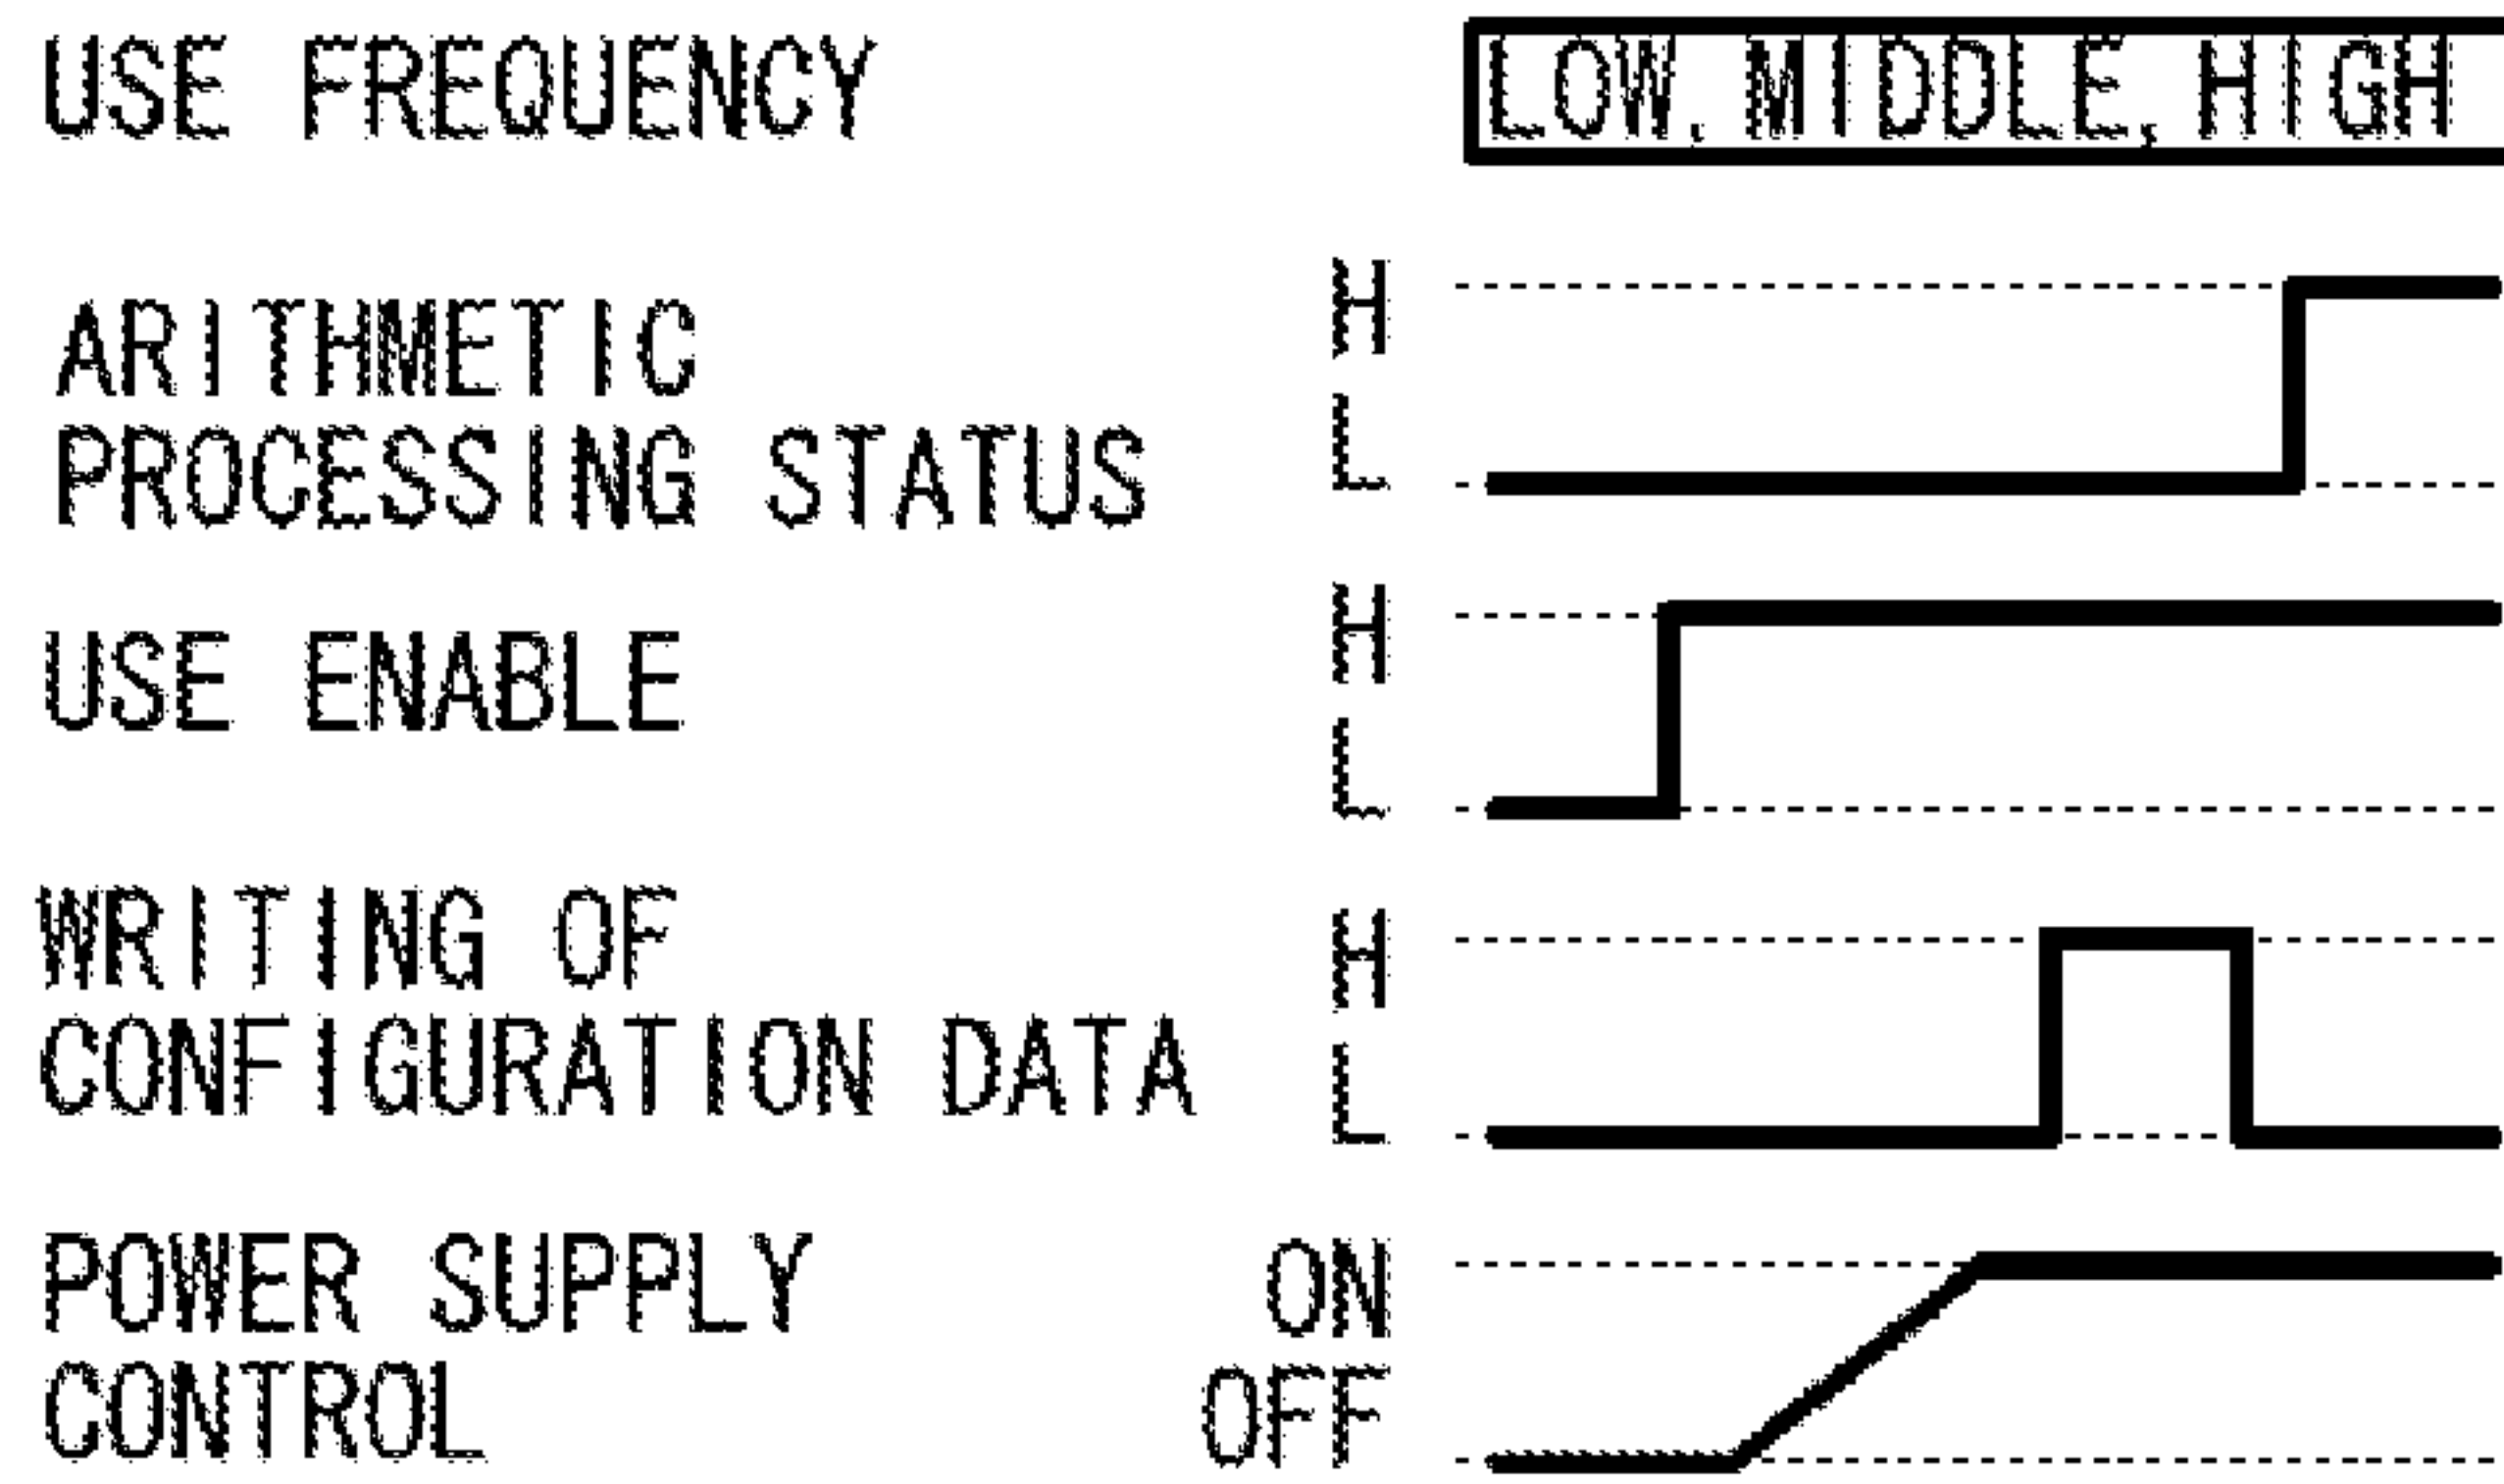 USE FREQUENCY LOW, MIDDLE, HIGH
H
ARITHMETIC
L
PROCESSING STATUS
H
USE ENABLE
L
WRITING OF H
CONFIGURATION DATA L
POWER SUPPLY ON
CONTROL OFF